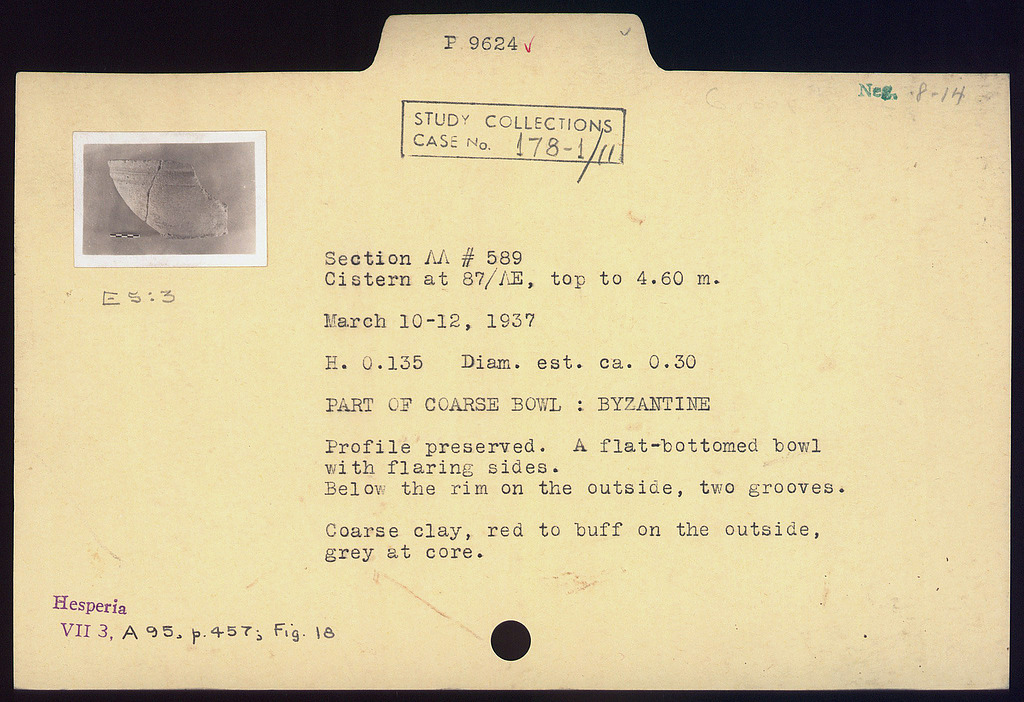 P 9624 ✓
Neg. 8-14
STUDY COLLECTIONS
CASE No. 178-1/11
E 5:3
Section ΛΛ # 589
Cistern at 87/ΛE, top to 4.60 m.
March 10-12, 1937
H. 0.135 Diam. est. ca. 0.30
PART OF COARSE BOWL : BYZANTINE
Profile preserved. A flat-bottomed bowl
with flaring sides.
Below the rim on the outside, two grooves.
Coarse clay, red to buff on the outside,
grey at core.
Hesperia
VII 3, A 95, p. 457; Fig. 18